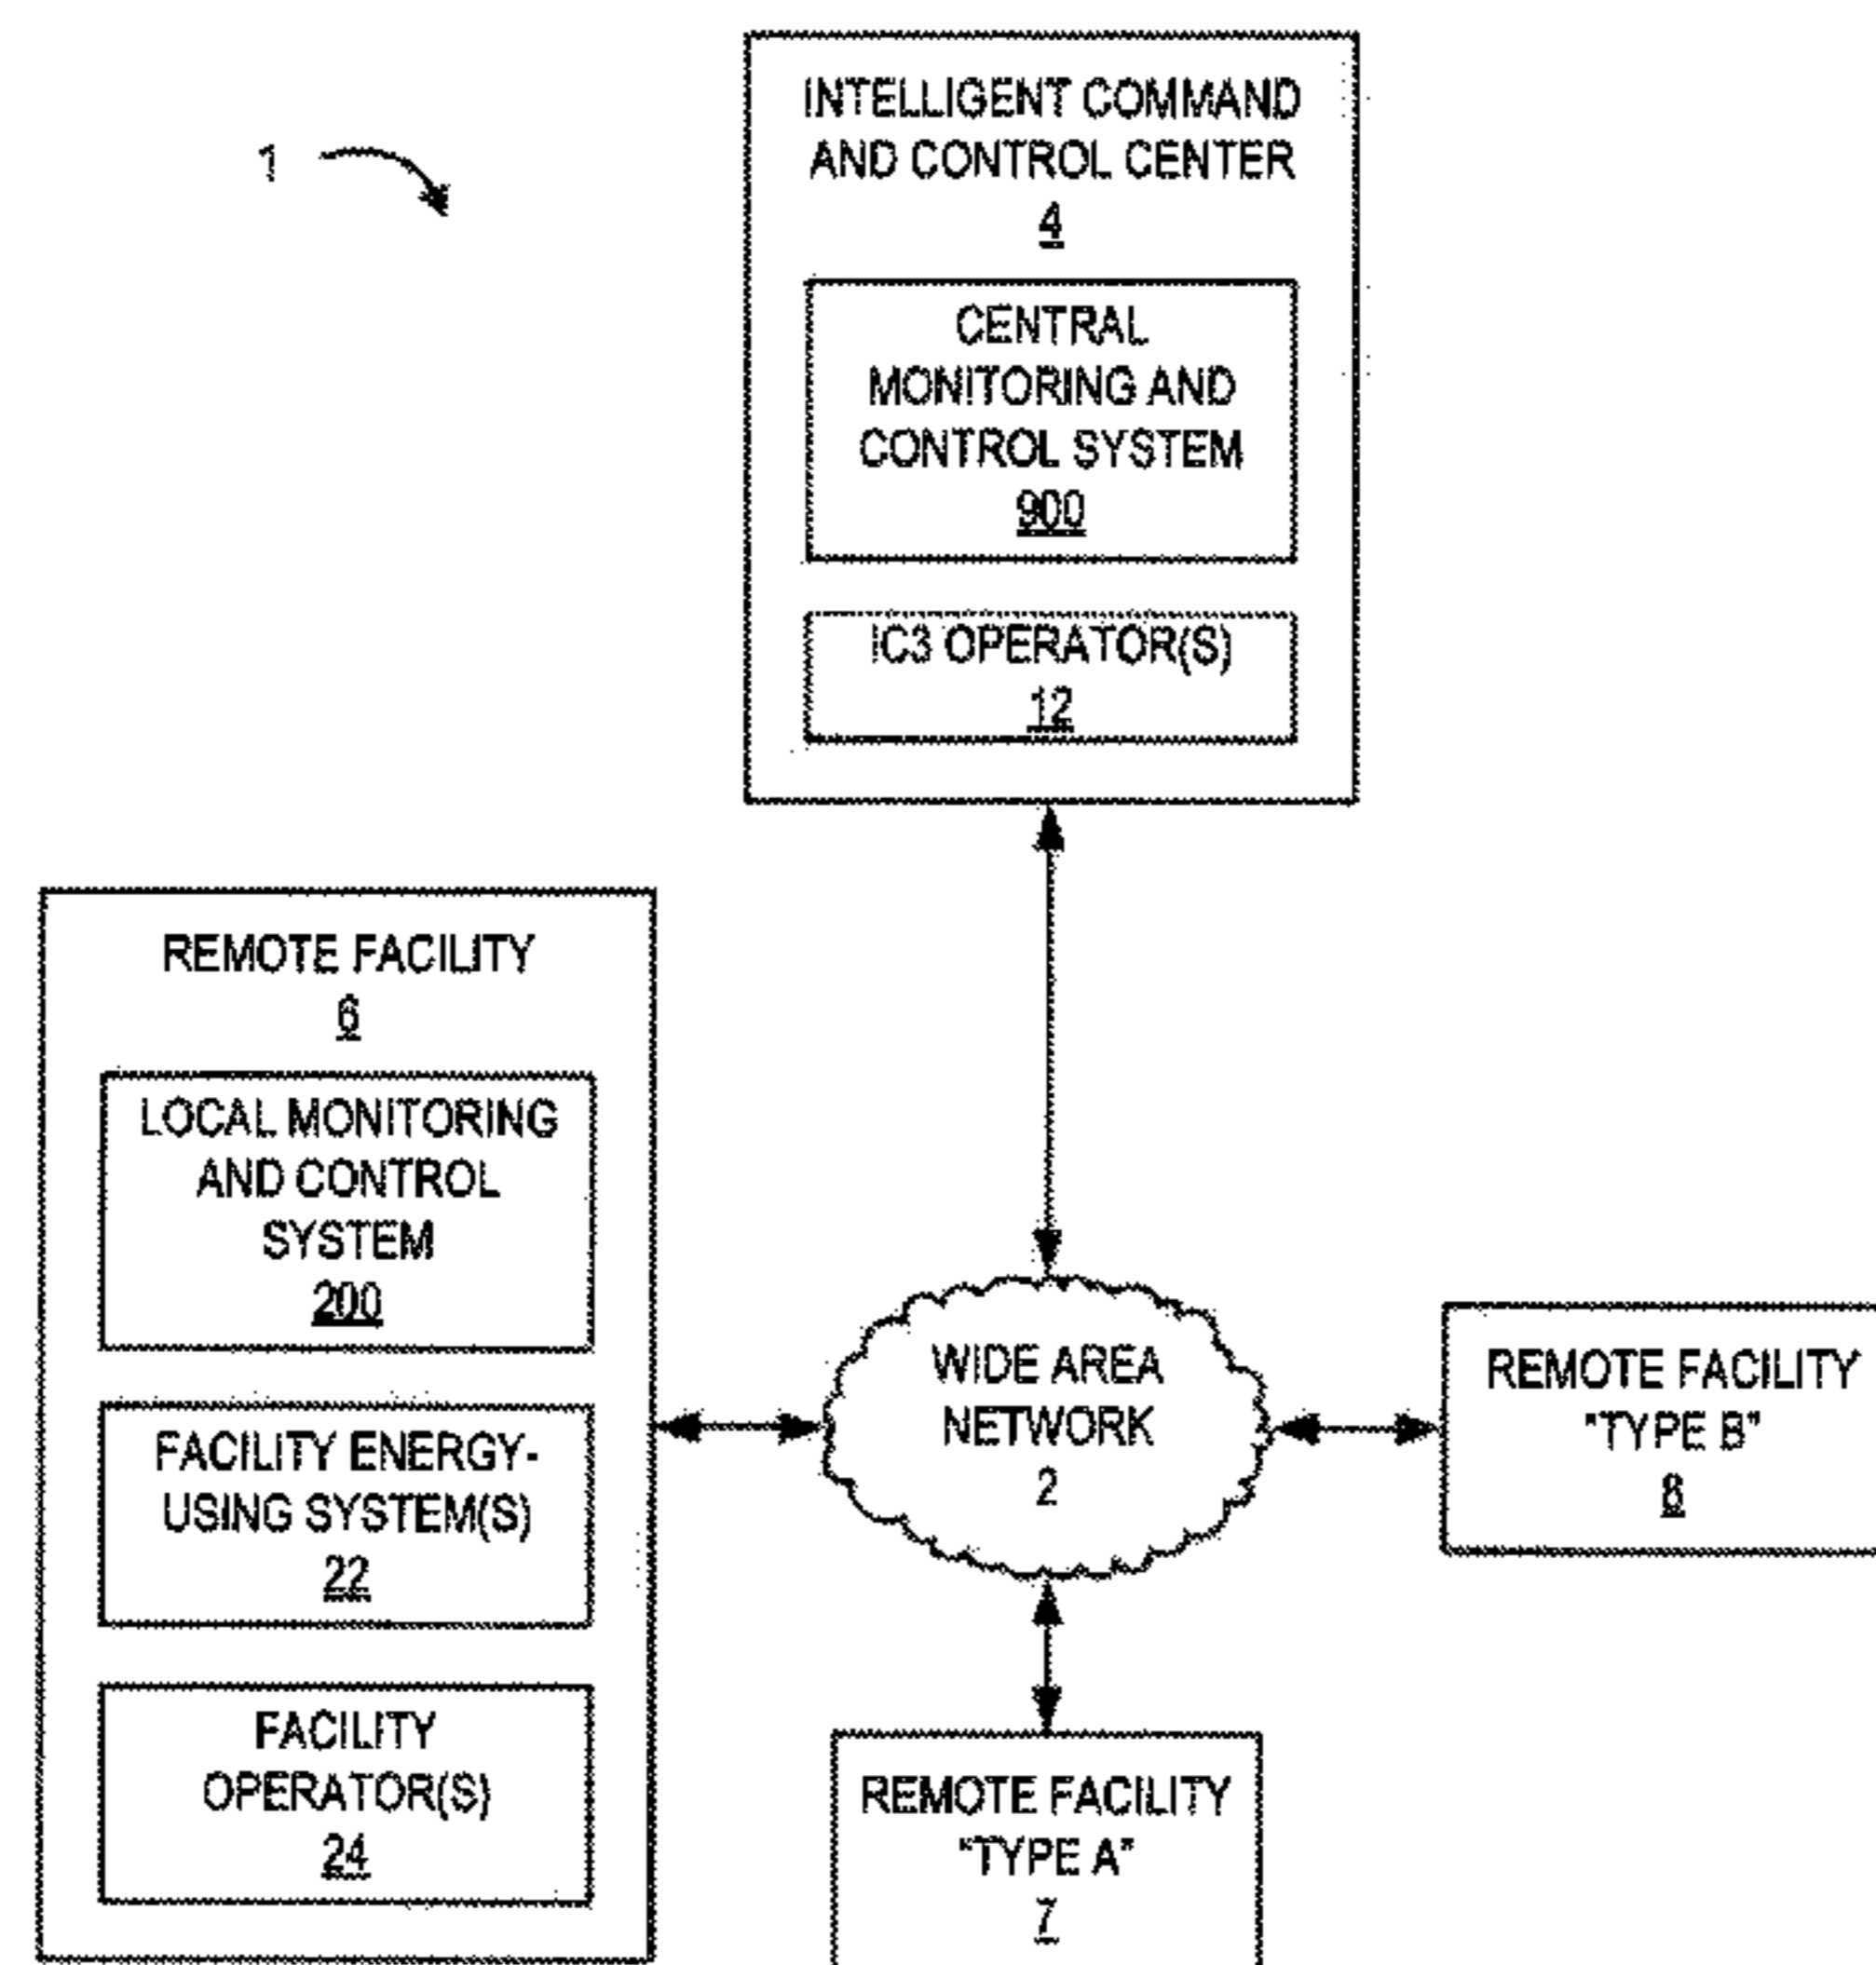 1
INTELLIGENT COMMAND
AND CONTROL CENTER
4
CENTRAL
MONITORING AND
CONTROL SYSTEM
900
IC3 OPERATOR(S)
12
REMOTE FACILITY
6
LOCAL MONITORING
AND CONTROL
SYSTEM
200
FACILITY ENERGY-
USING SYSTEM(S)
22
FACILITY
OPERATOR(S)
24
WIDE AREA
NETWORK
2
REMOTE FACILITY
"TYPE B"
8
REMOTE FACILITY
"TYPE A"
7